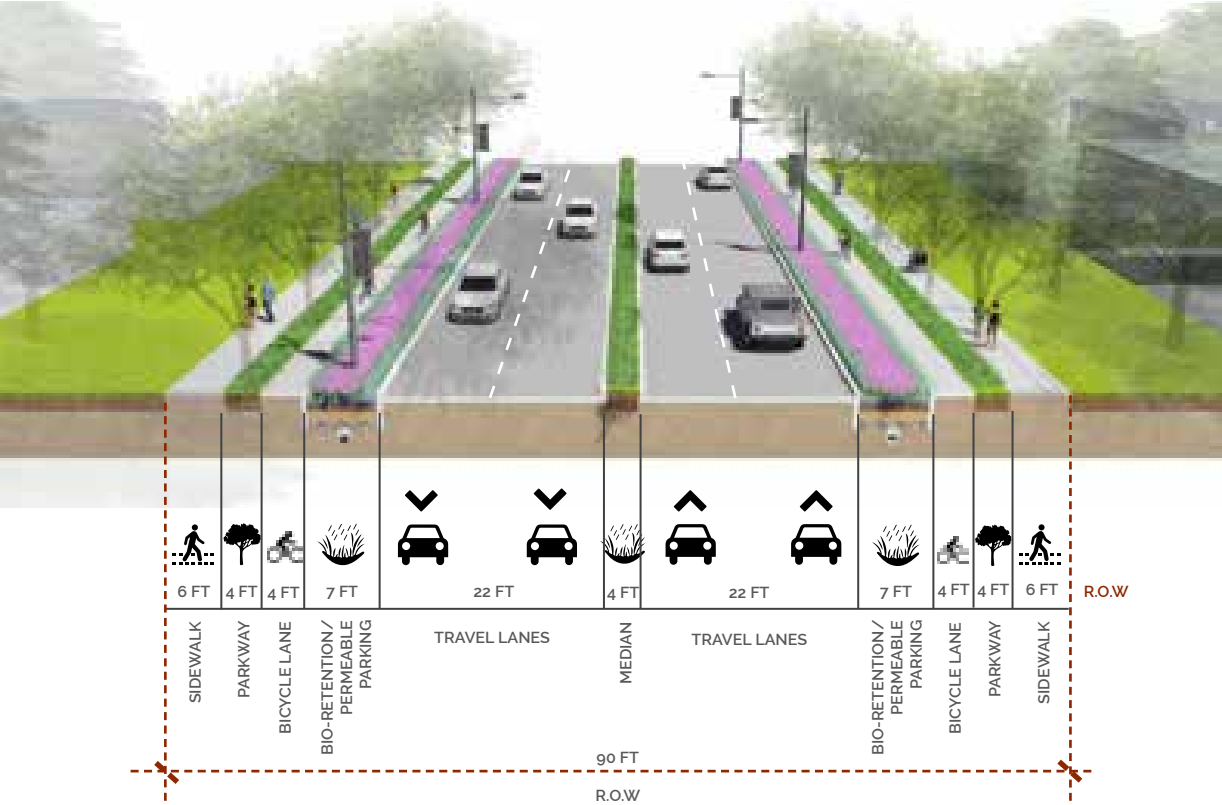 6 FT
4 FT
4 FT
7 FT
22 FT
4 FT
22 FT
7 FT
4 FT
4 FT
6 FT
R.O.W
SIDEWALK
PARKWAY
BICYCLE LANE
BIO-RETENTION/
PERMEABLE
PARKING
TRAVEL LANES
MEDIAN
TRAVEL LANES
BIO-RETENTION/
PERMEABLE
PARKING
BICYCLE LANE
PARKWAY
SIDEWALK
90 FT
R.O.W